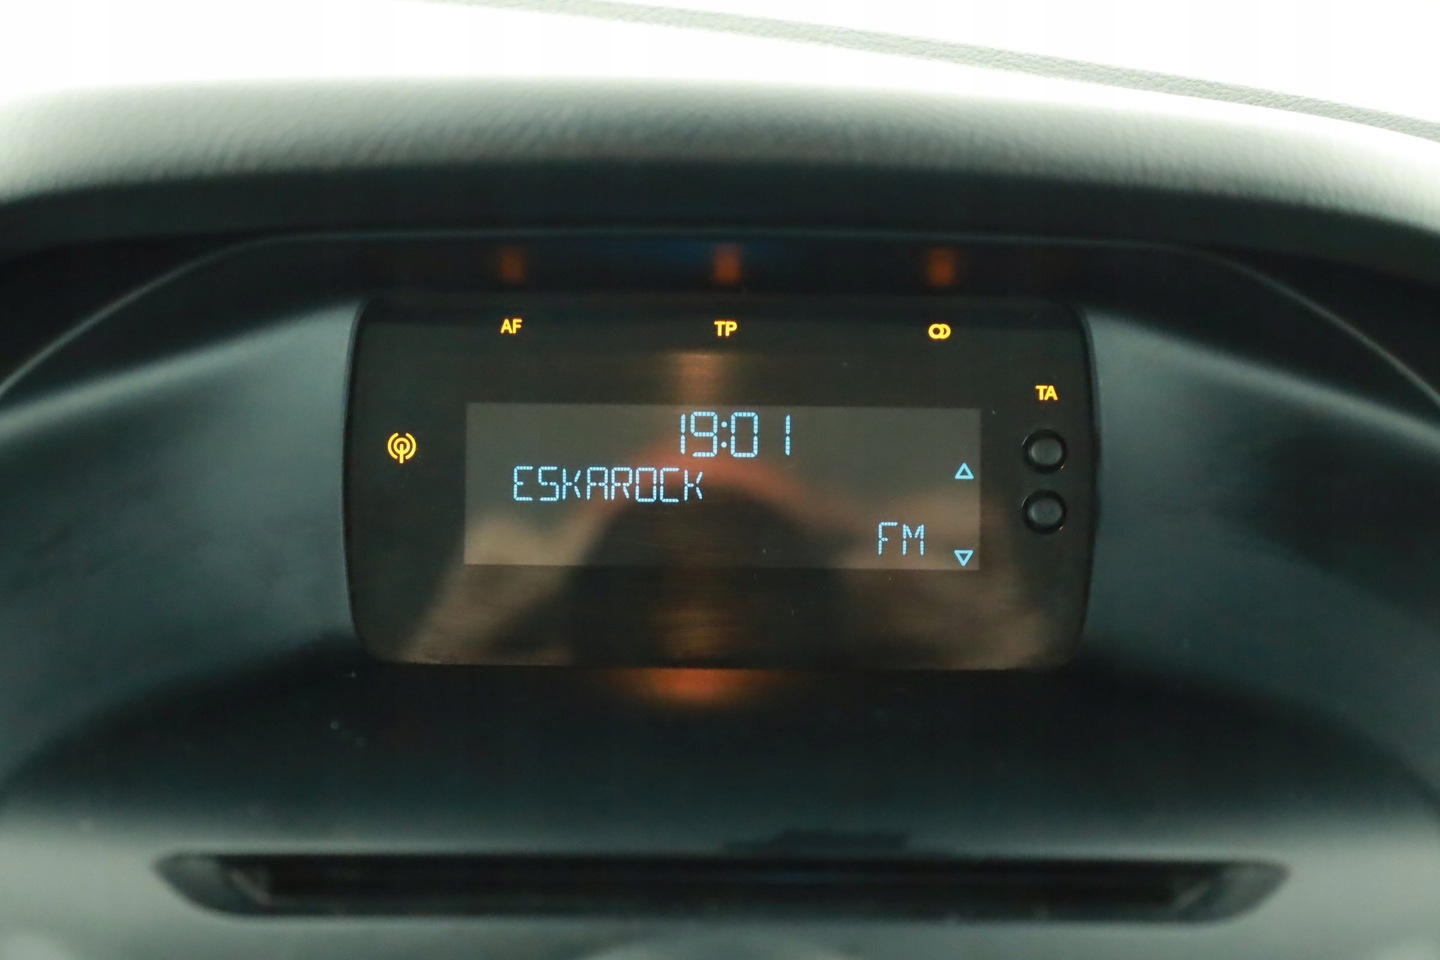 AF TP
TA
19:01
ESKAROCK
FM